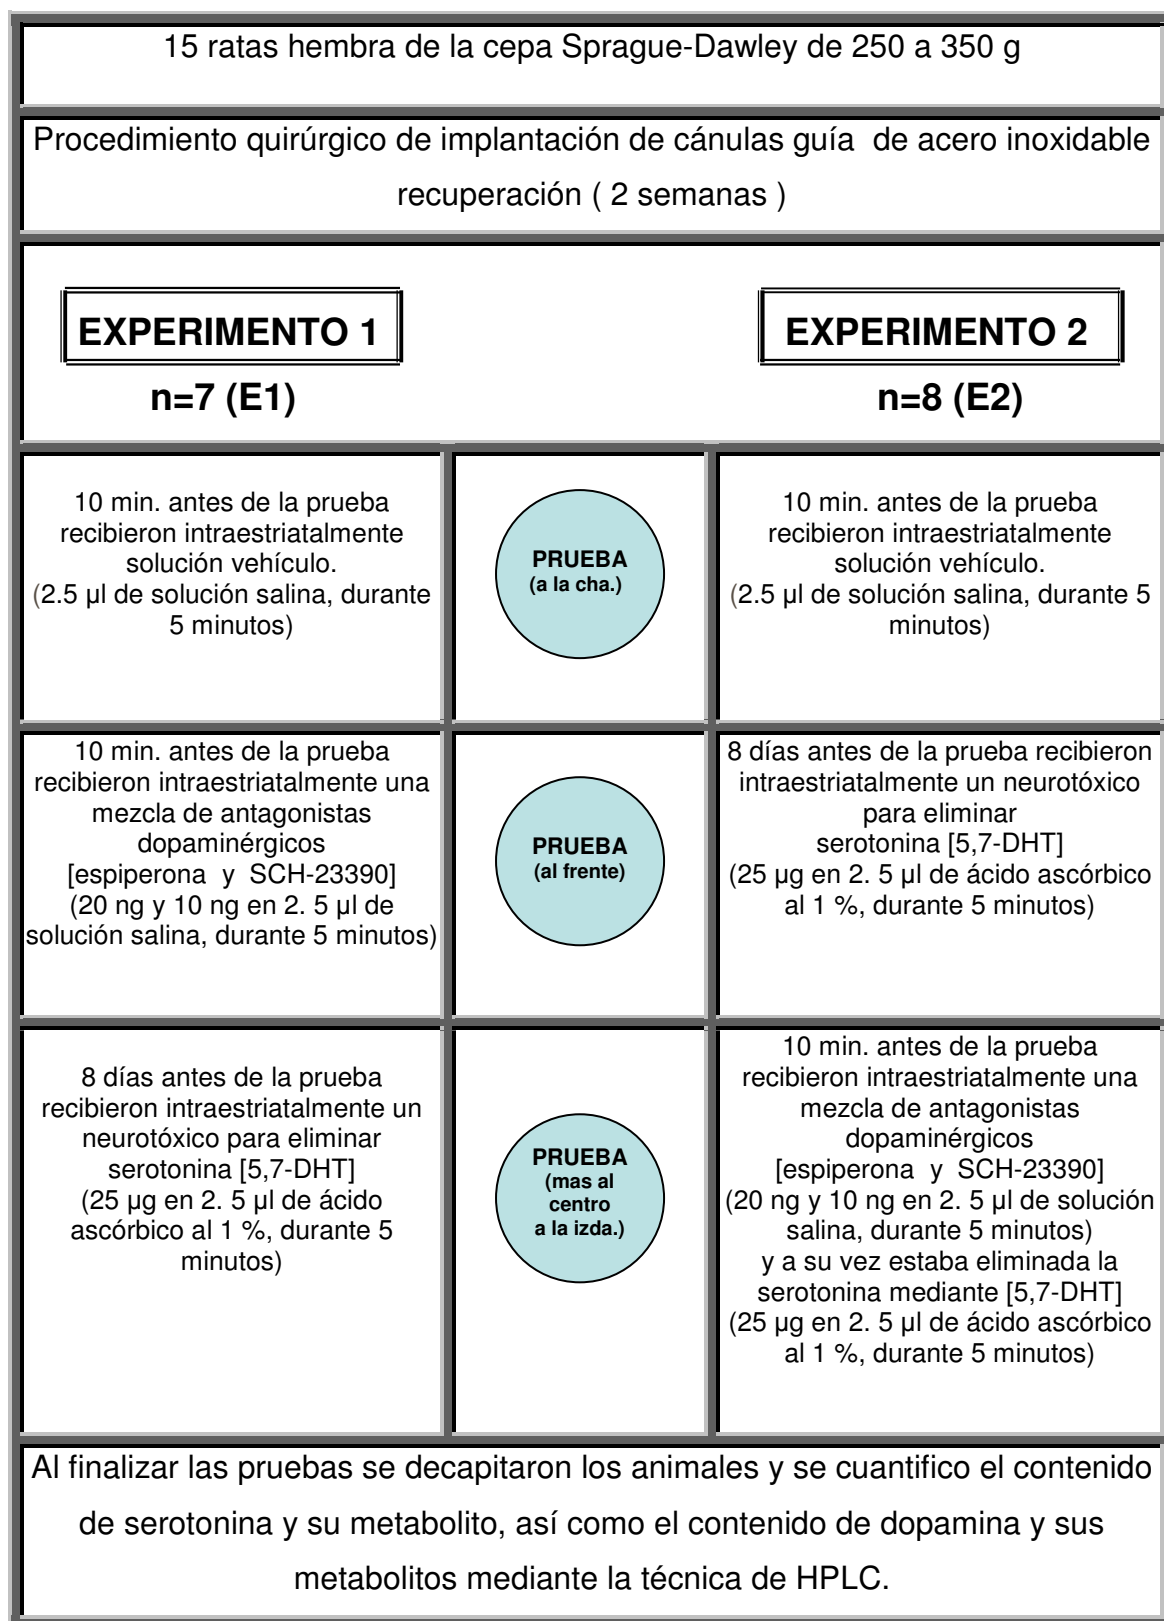 15 ratas hembra de la cepa Sprague-Dawley de 250 a 350 g
Procedimiento quirúrgico de implantación de cánulas guía de acero inoxidable
recuperación ( 2 semanas )
EXPERIMENTO 1
n=7 (E1)
EXPERIMENTO 2
n=8 (E2)
10 min. antes de la prueba
recibieron intraestriatalmente
solución vehículo.
(2.5 µl de solución salina, durante
5 minutos)
PRUEBA
(a la cha.)
10 min. antes de la prueba
recibieron intraestriatalmente
solución vehículo.
(2.5 µl de solución salina, durante 5
minutos)
10 min. antes de la prueba
recibieron intraestriatalmente una
mezcla de antagonistas
dopaminérgicos
[espiperona y SCH-23390]
(20 ng y 10 ng en 2. 5 µl de
solución salina, durante 5 minutos)
PRUEBA
(al frente)
8 días antes de la prueba recibieron
intraestriatalmente un neurotóxico
para eliminar
serotonina [5,7-DHT]
(25 µg en 2. 5 µl de ácido ascórbico
al 1 %, durante 5 minutos)
8 días antes de la prueba
recibieron intraestriatalmente un
neurotóxico para eliminar
serotonina [5,7-DHT]
(25 µg en 2. 5 µl de ácido
ascórbico al 1 %, durante 5
minutos)
PRUEBA
(mas al
centro
a la izda.)
10 min. antes de la prueba
recibieron intraestriatalmente una
mezcla de antagonistas
dopaminérgicos
[espiperona y SCH-23390]
(20 ng y 10 ng en 2. 5 µl de solución
salina, durante 5 minutos)
y a su vez estaba eliminada la
serotonina mediante [5,7-DHT]
(25 µg en 2. 5 µl de ácido ascórbico
al 1 %, durante 5 minutos)
Al finalizar las pruebas se decapitaron los animales y se cuantifico el contenido
de serotonina y su metabolito, así como el contenido de dopamina y sus
metabolitos mediante la técnica de HPLC.